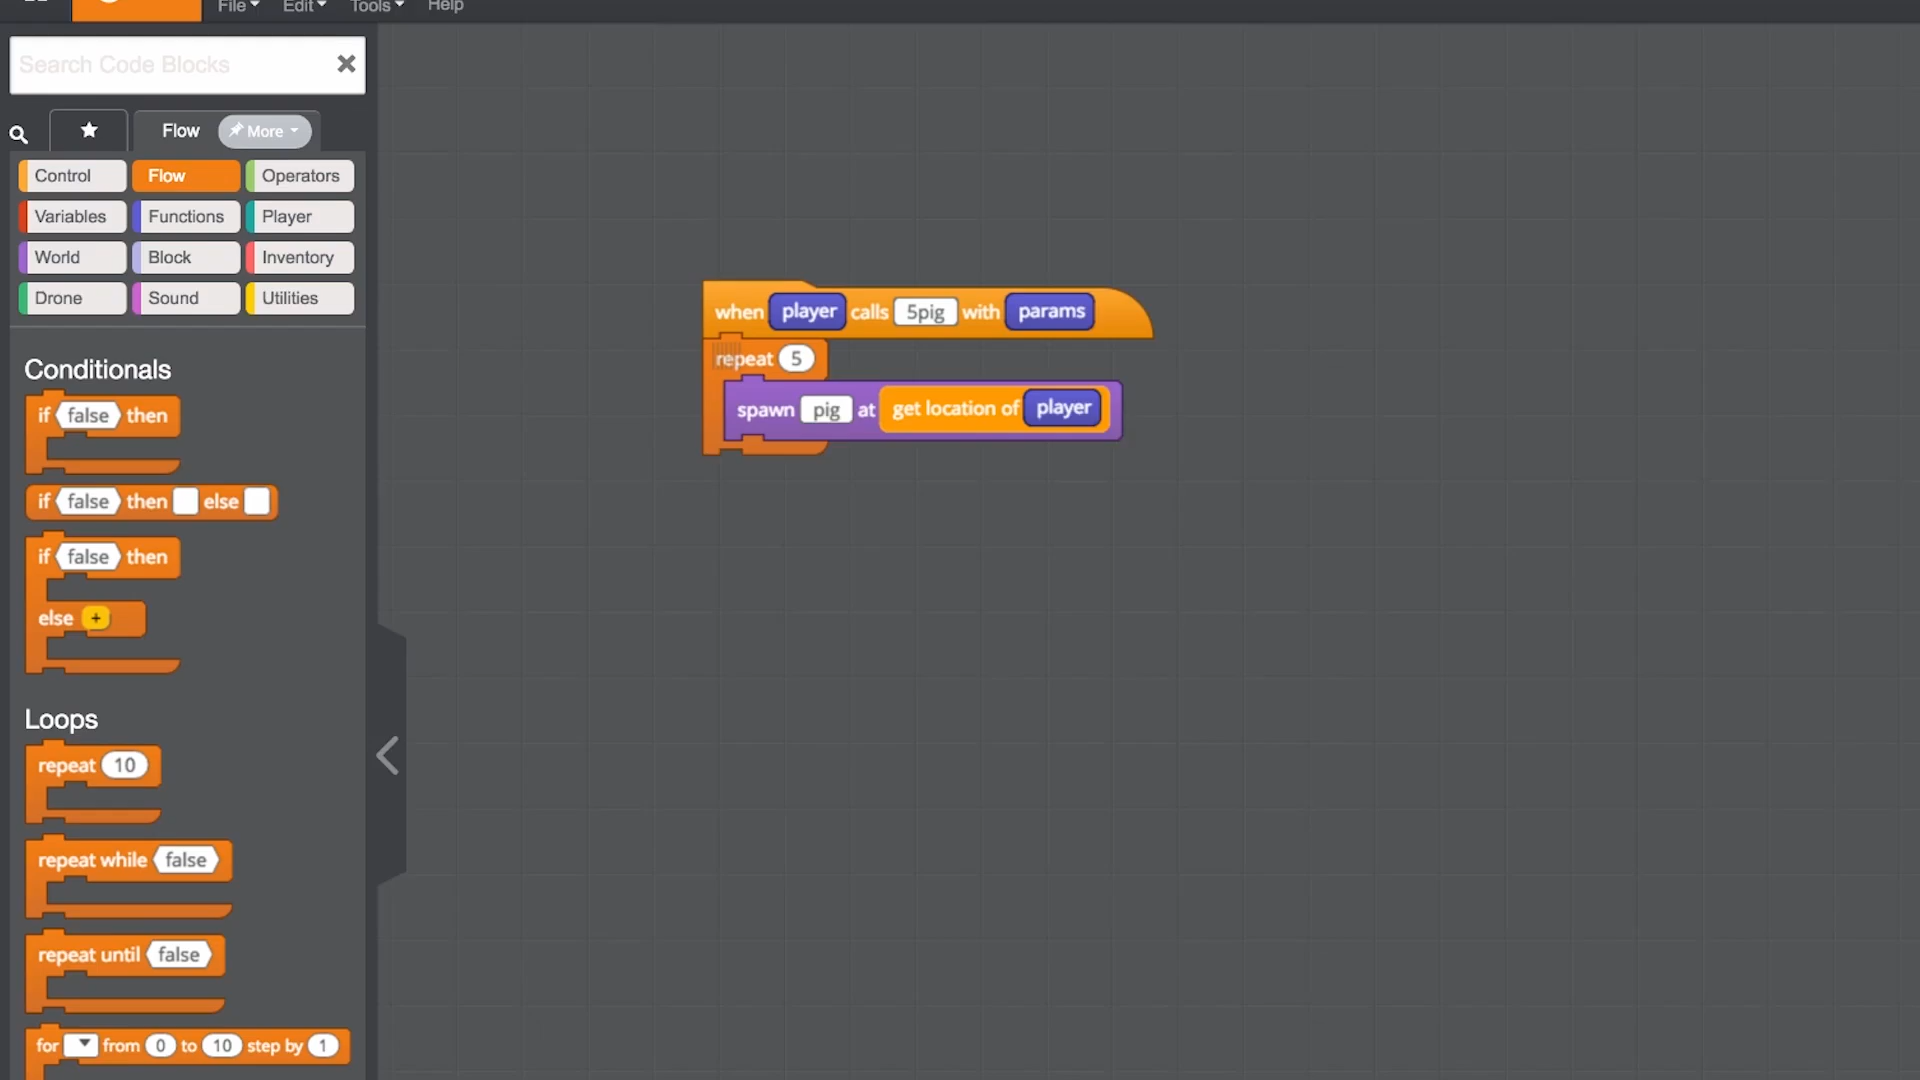 File Edit Tools Help
Search Code Blocks
Flow More
Control Flow Operators
Variables Functions Player
World Block Inventory
Drone Sound Utilities
Conditionals
if false then
if false then else
if false then
else +
Loops
repeat 10
repeat while false
repeat until false
for from 0 to 10 step by 1
when player calls 5pig with params
repeat 5
spawn pig at get location of player